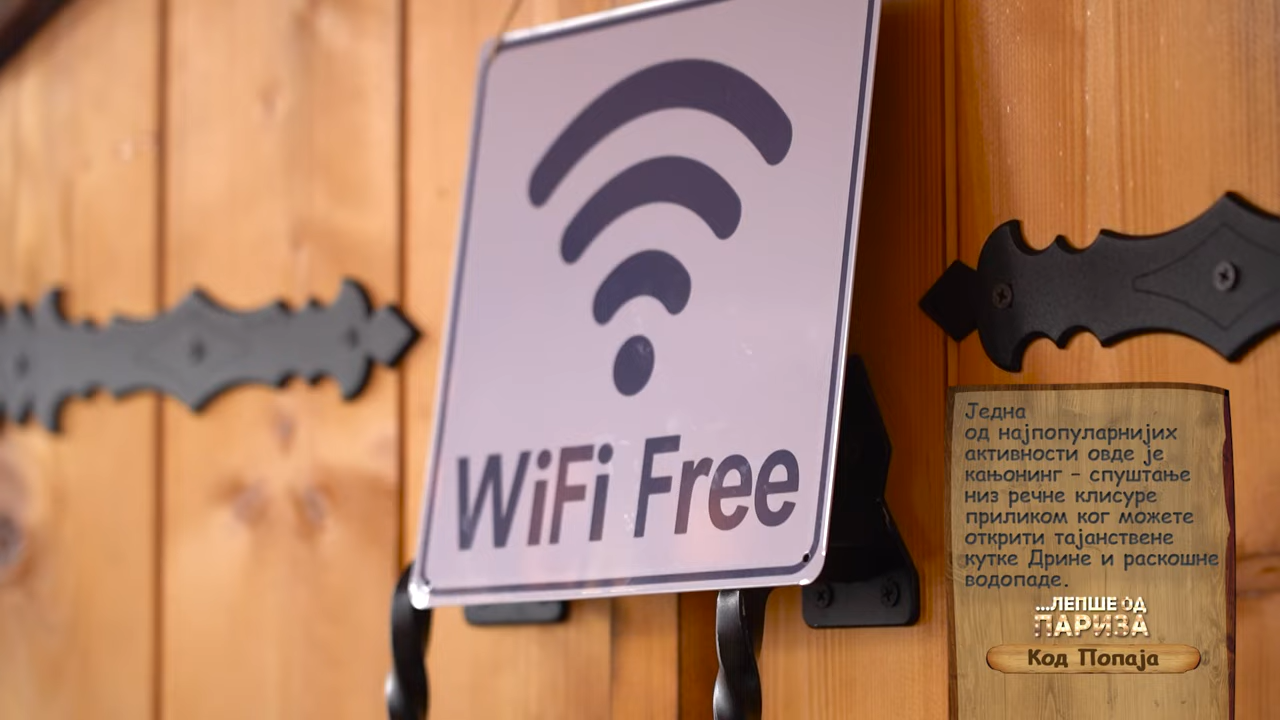 WiFi Free
Једна
од најпопуларнијих
активности овде је
кањонинг – спуштање
низ речне клисуре
приликом ког можете
открити тајанствене
кутке Дрине и раскошне
водопаде.
...ЛЕПШЕ ОД
ПАРИЗА
Код Попаја